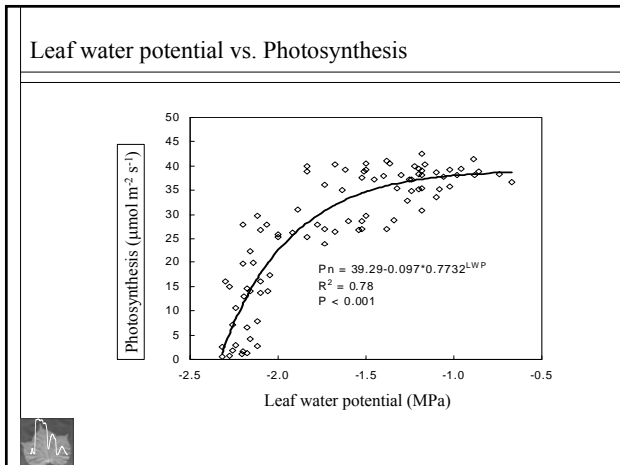 Leaf water potential vs. Photosynthesis
50
45
40
35
30
25
20
15
10
5
0
Photosynthesis (μmol m⁻² s⁻¹)
Pn = 39.29-0.097*0.7732^LWP
R² = 0.78
P < 0.001
-2.5 -2.0 -1.5 -1.0 -0.5
Leaf water potential (MPa)